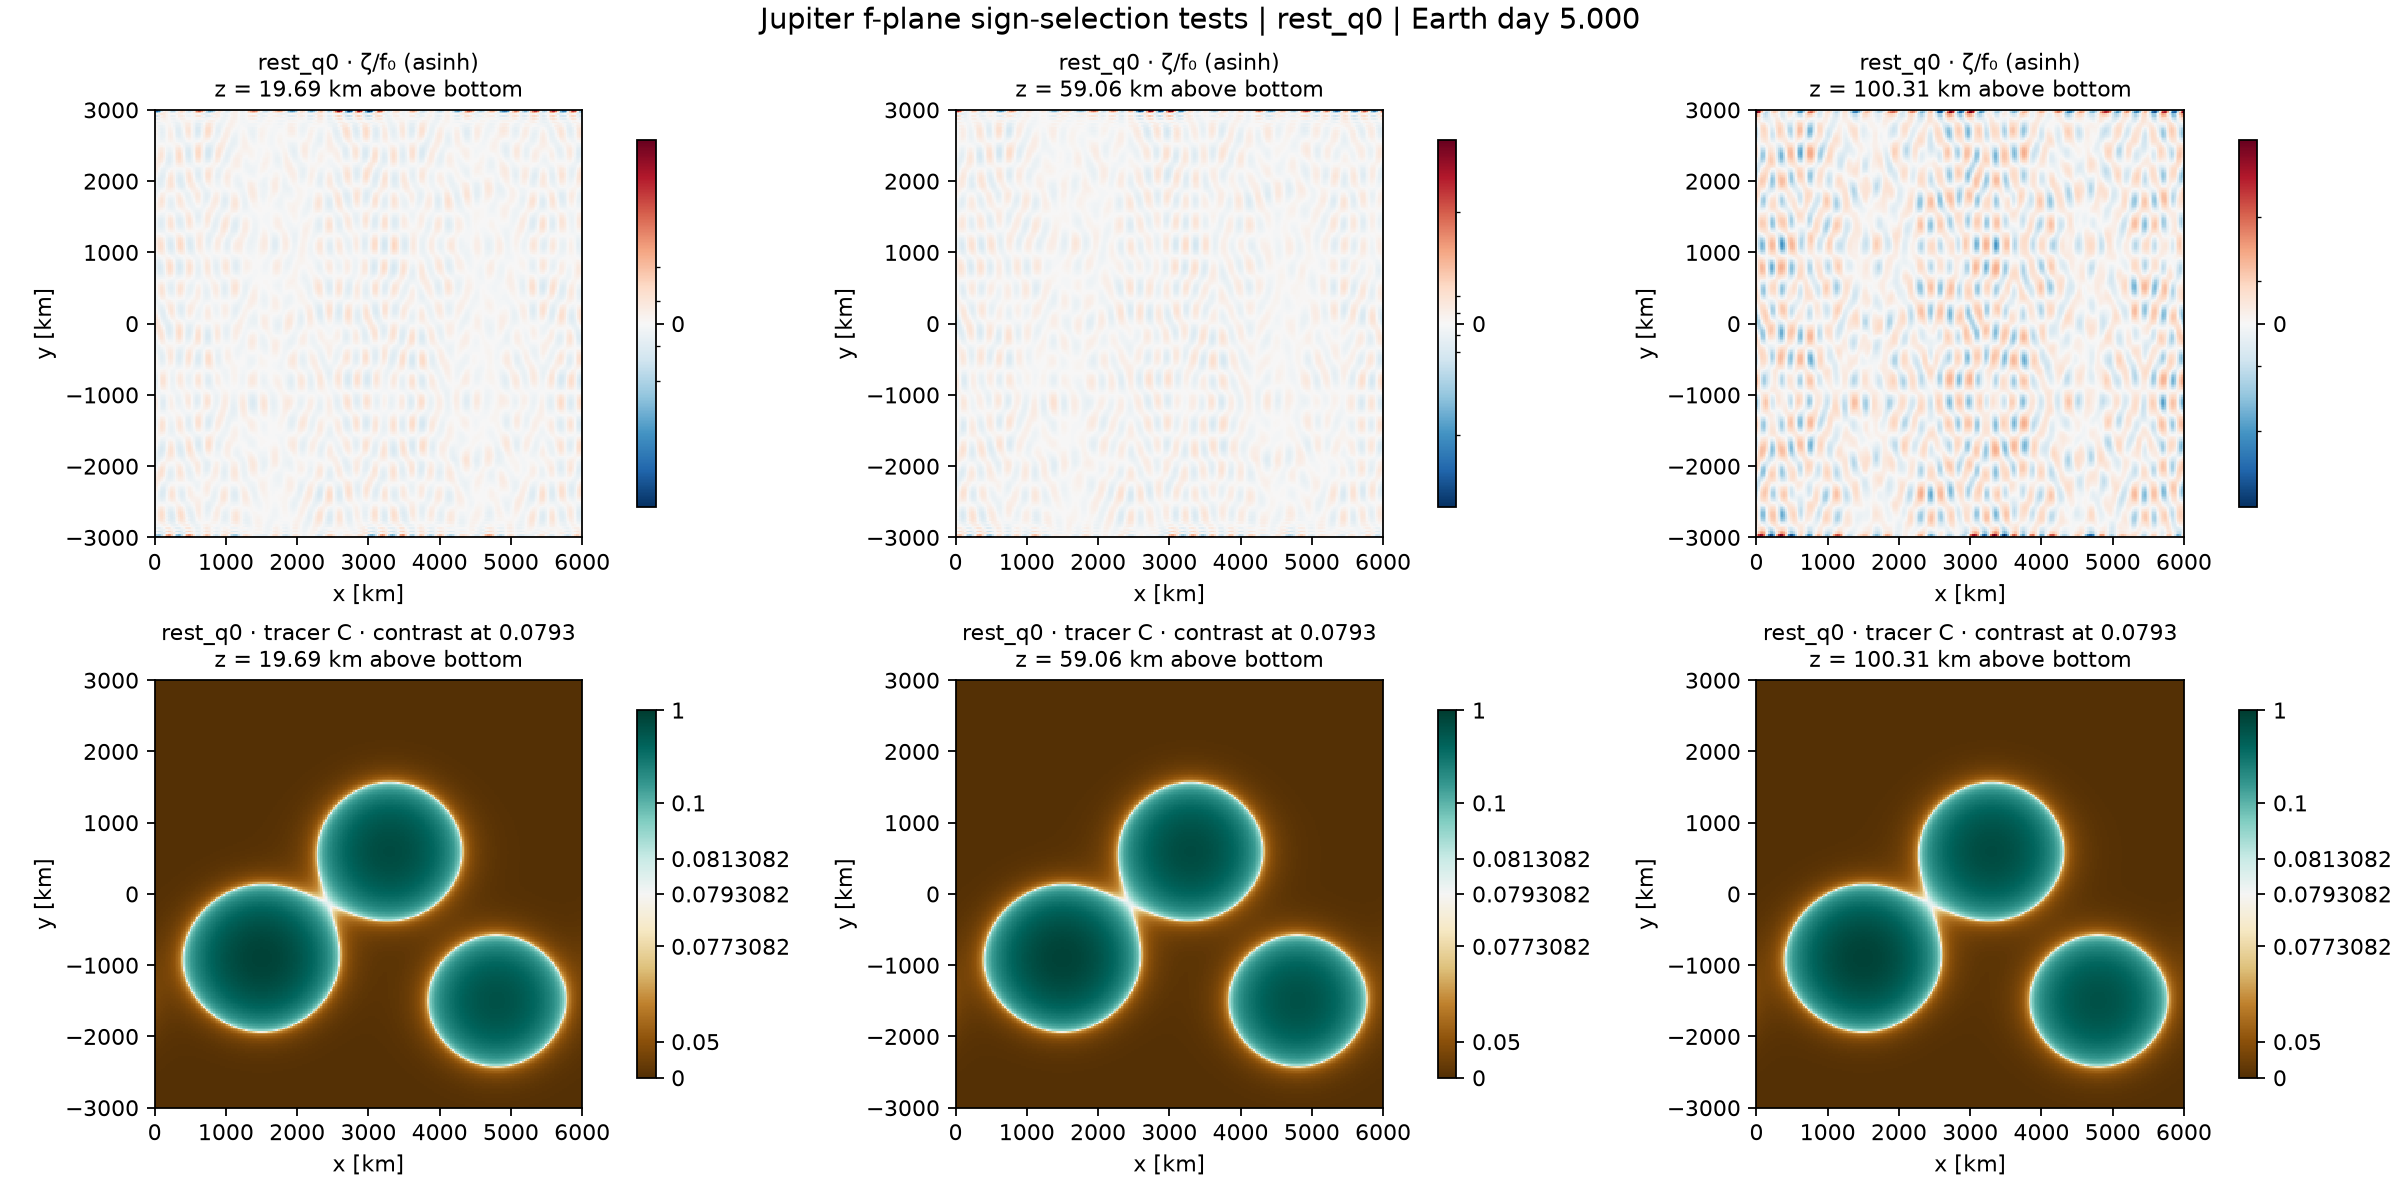 Jupiter f-plane sign-selection tests | rest_q0 | Earth day 5.000
rest_q0 · ζ/f₀ (asinh)
z = 19.69 km above bottom
3000
2000
1000
0
−1000
−2000
−3000
y [km]
0 1000 2000 3000 4000 5000 6000
x [km]
0
rest_q0 · ζ/f₀ (asinh)
z = 59.06 km above bottom
3000
2000
1000
0
−1000
−2000
−3000
y [km]
0 1000 2000 3000 4000 5000 6000
x [km]
0
rest_q0 · ζ/f₀ (asinh)
z = 100.31 km above bottom
3000
2000
1000
0
−1000
−2000
−3000
y [km]
0 1000 2000 3000 4000 5000 6000
x [km]
0
rest_q0 · tracer C · contrast at 0.0793
z = 19.69 km above bottom
3000
2000
1000
0
−1000
−2000
−3000
y [km]
0 1000 2000 3000 4000 5000 6000
x [km]
1
0.1
0.0813082
0.0793082
0.0773082
0.05
0
rest_q0 · tracer C · contrast at 0.0793
z = 59.06 km above bottom
3000
2000
1000
0
−1000
−2000
−3000
y [km]
0 1000 2000 3000 4000 5000 6000
x [km]
1
0.1
0.0813082
0.0793082
0.0773082
0.05
0
rest_q0 · tracer C · contrast at 0.0793
z = 100.31 km above bottom
3000
2000
1000
0
−1000
−2000
−3000
y [km]
0 1000 2000 3000 4000 5000 6000
x [km]
1
0.1
0.0813082
0.0793082
0.0773082
0.05
0